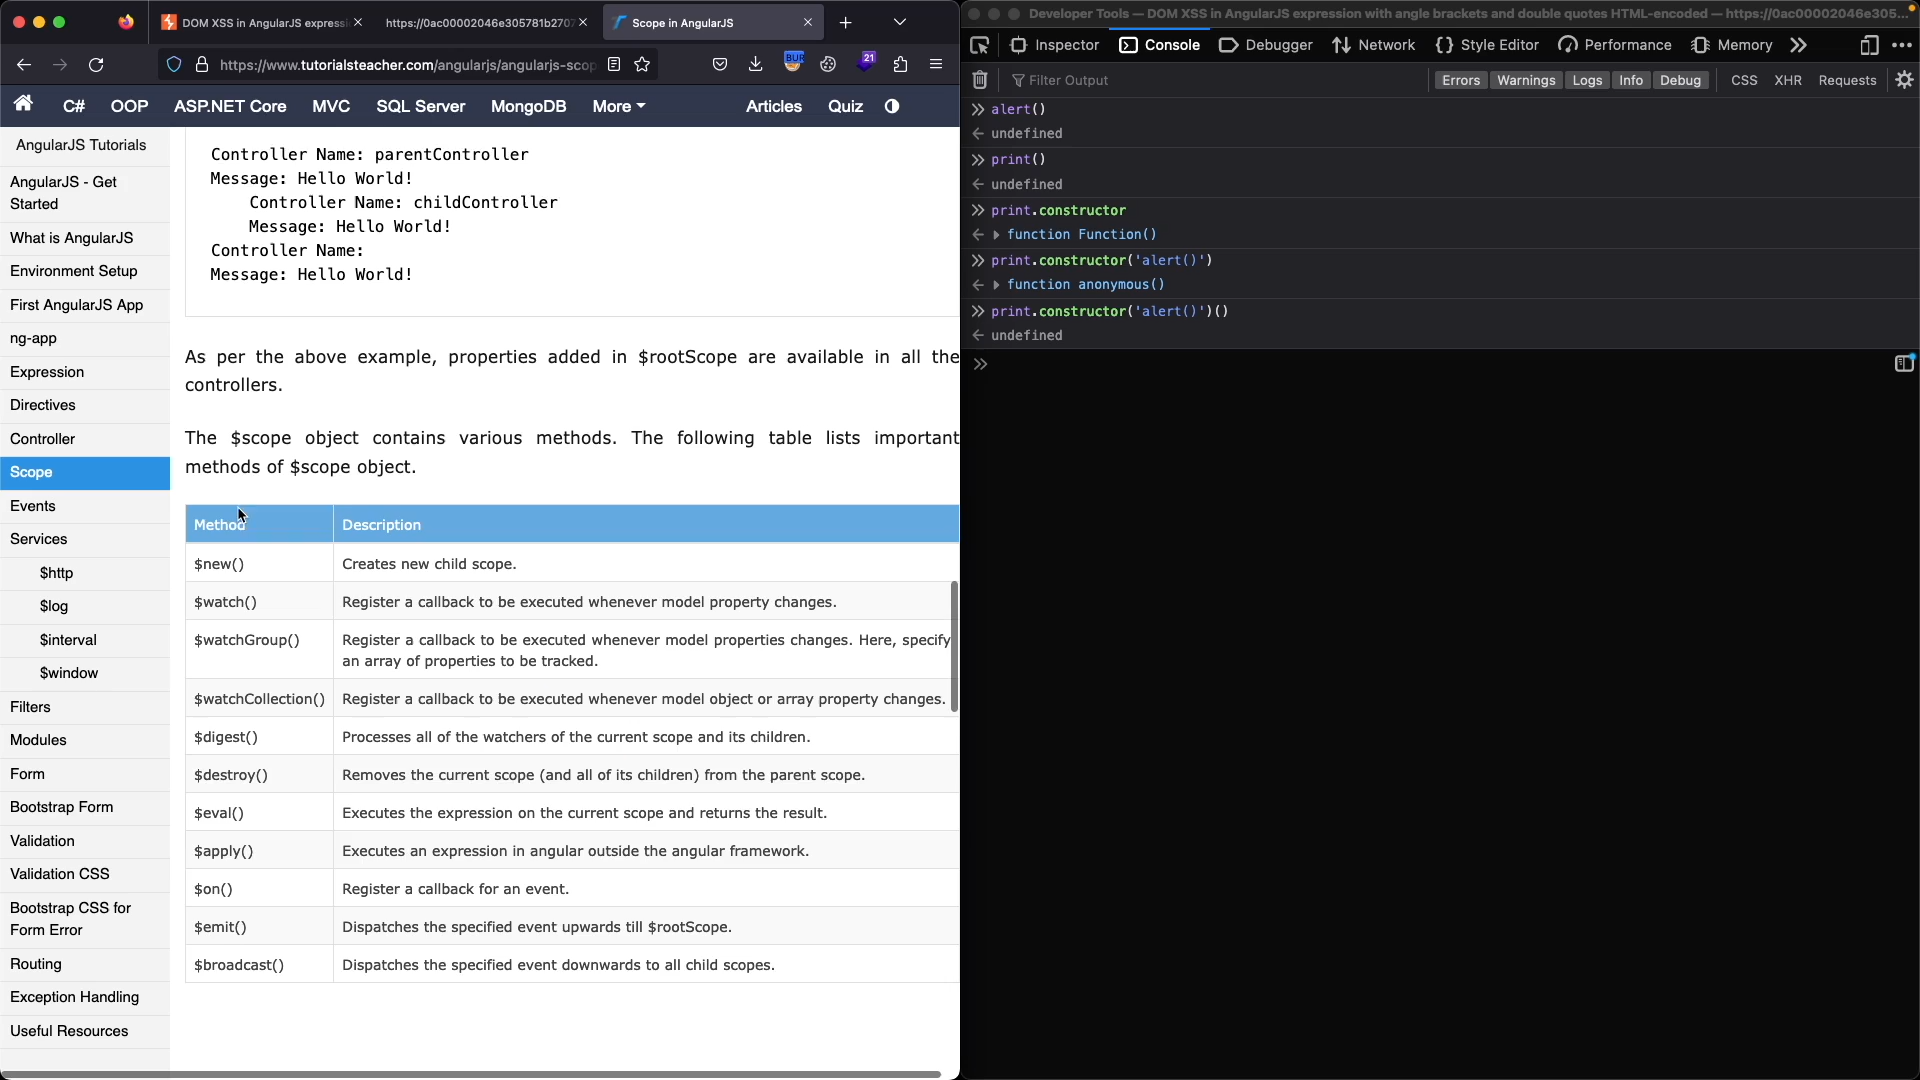 DOM XSS in AngularJS expressi
https://0ac00002046e305781b2707
Scope in AngularJS
https://www.tutorialsteacher.com/angularjs/angularjs-scop
BUR
21
C# OOP ASP.NET Core MVC SQL Server MongoDB More Articles Quiz
AngularJS Tutorials
AngularJS - Get
Started
What is AngularJS
Environment Setup
First AngularJS App
ng-app
Expression
Directives
Controller
Scope
Events
Services
$http
$log
$interval
$window
Filters
Modules
Form
Bootstrap Form
Validation
Validation CSS
Bootstrap CSS for
Form Error
Routing
Exception Handling
Useful Resources
Controller Name: parentController
Message: Hello World!
Controller Name: childController
Message: Hello World!
Controller Name:
Message: Hello World!
As per the above example, properties added in $rootScope are available in all the
controllers.
The $scope object contains various methods. The following table lists important
methods of $scope object.
Method Description
$new() Creates new child scope.
$watch() Register a callback to be executed whenever model property changes.
$watchGroup() Register a callback to be executed whenever model properties changes. Here, specify
an array of properties to be tracked.
$watchCollection() Register a callback to be executed whenever model object or array property changes.
$digest() Processes all of the watchers of the current scope and its children.
$destroy() Removes the current scope (and all of its children) from the parent scope.
$eval() Executes the expression on the current scope and returns the result.
$apply() Executes an expression in angular outside the angular framework.
$on() Register a callback for an event.
$emit() Dispatches the specified event upwards till $rootScope.
$broadcast() Dispatches the specified event downwards to all child scopes.
Developer Tools — DOM XSS in AngularJS expression with angle brackets and double quotes HTML-encoded — https://0ac00002046e305...
Inspector Console Debugger Network Style Editor Performance Memory
Filter Output Errors Warnings Logs Info Debug CSS XHR Requests
alert()
undefined
print()
undefined
print.constructor
function Function()
print.constructor('alert()')
function anonymous()
print.constructor('alert()')()
undefined